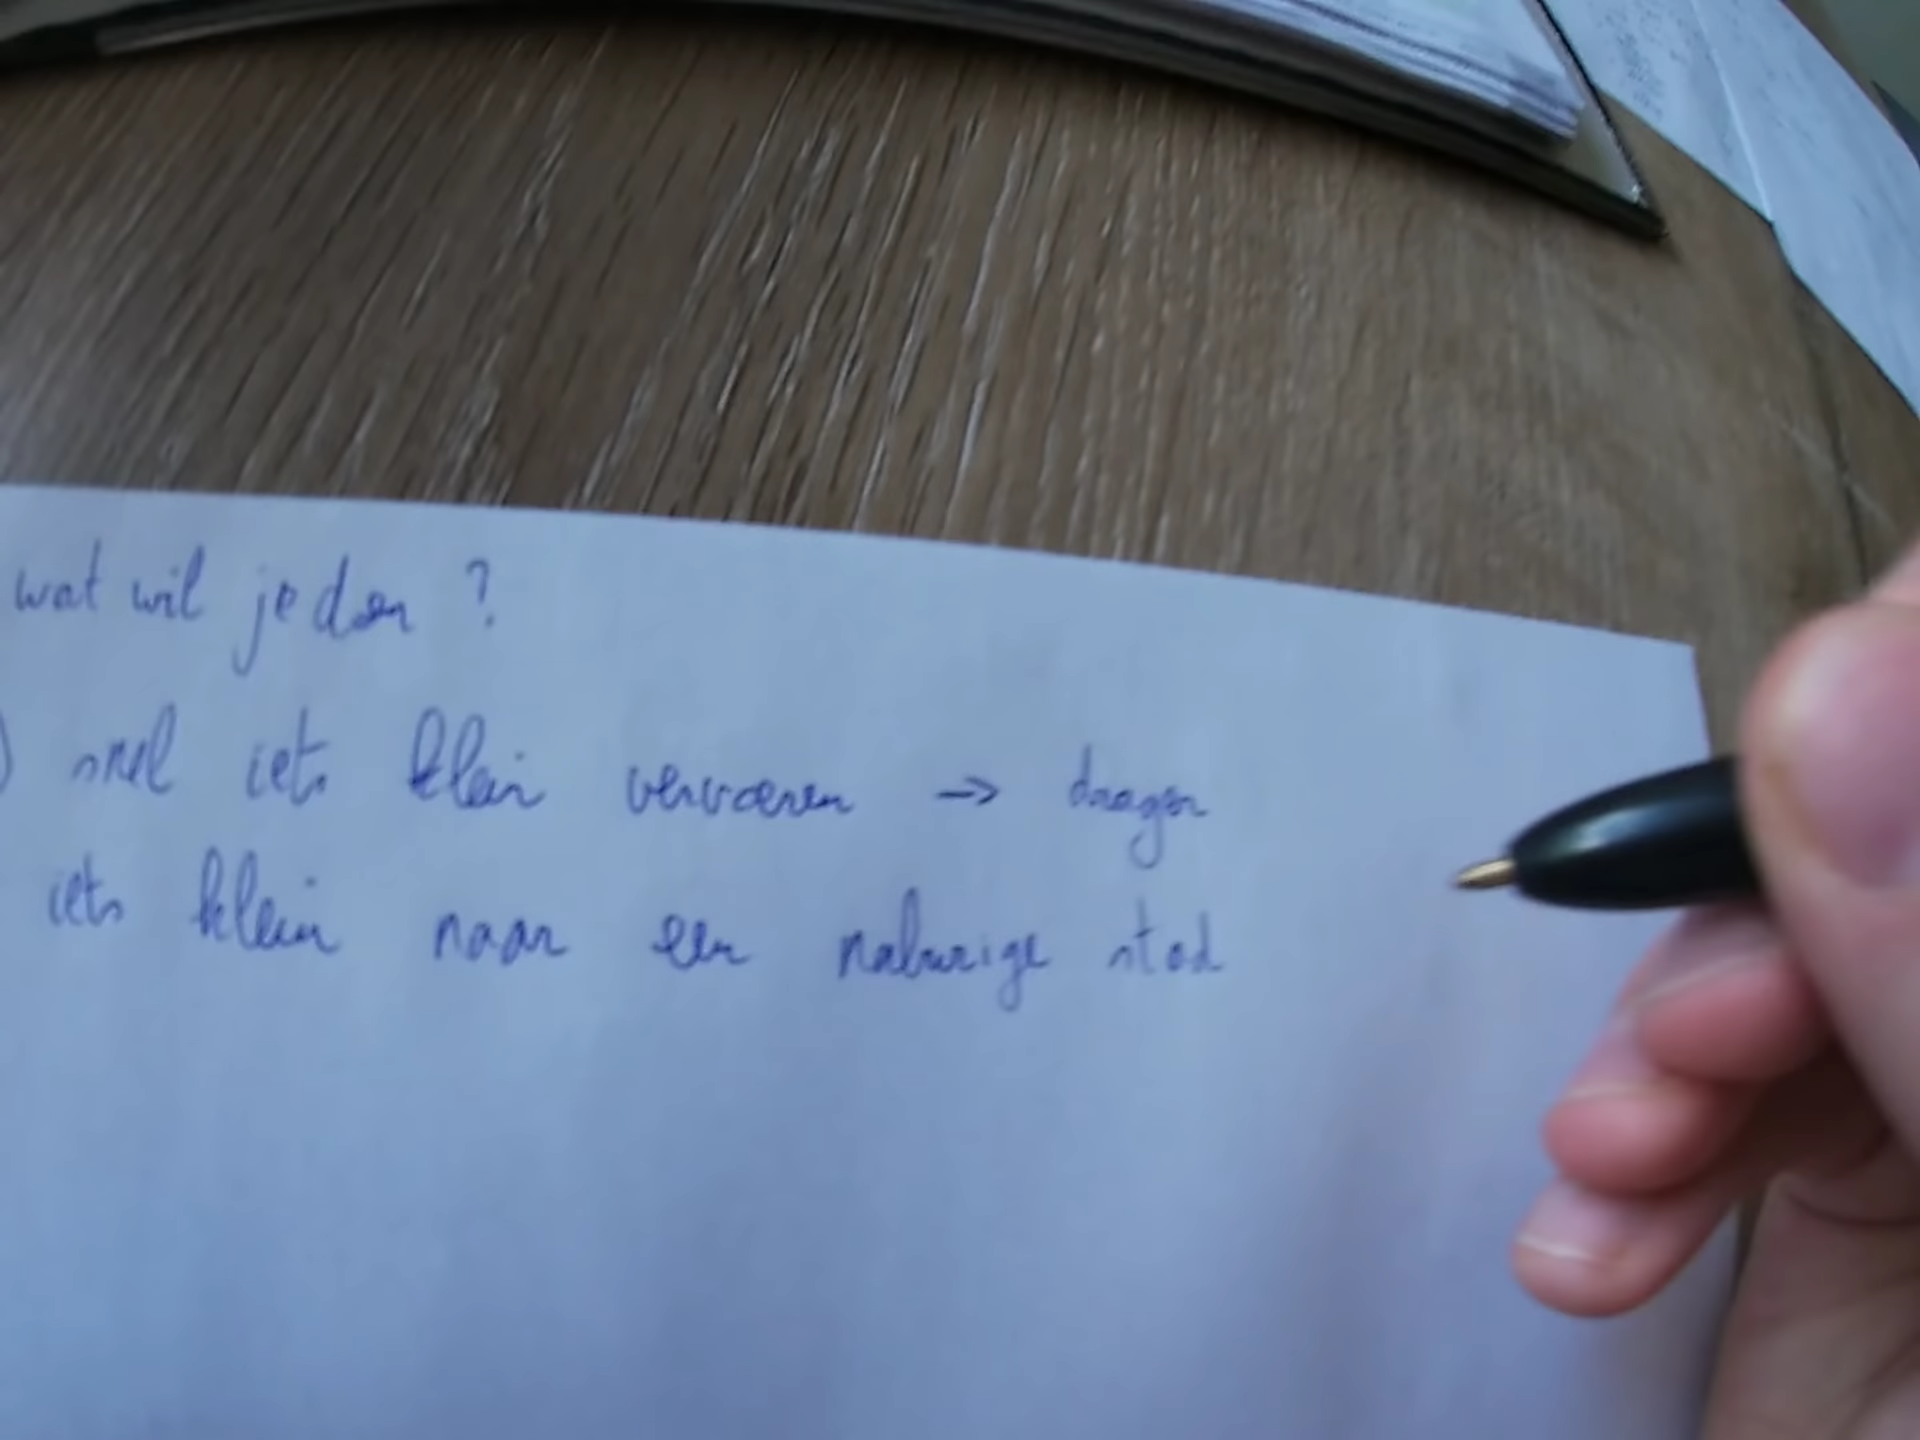 wat wil je doen ?
) snel iets klein vervoeren → dragen
iets klein naar een naburige stad